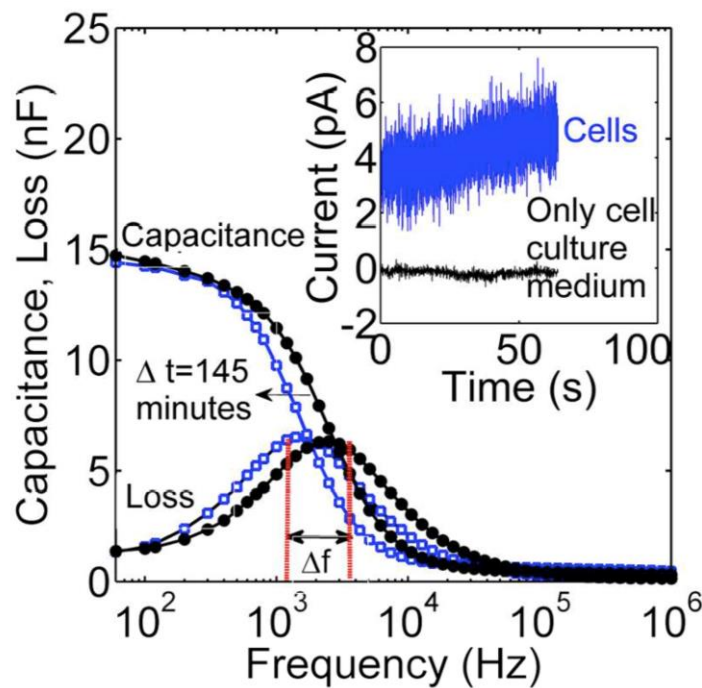 Capacitance, Loss (nF)
25
20
15
10
5
0
Capacitance
Δ t=145
minutes
Loss
Δf
10²
10³
10⁴
10⁵
10⁶
Frequency (Hz)
Current (pA)
8
6
4
2
0
-2
Cells
Only cell
culture
medium
0
50
100
Time (s)